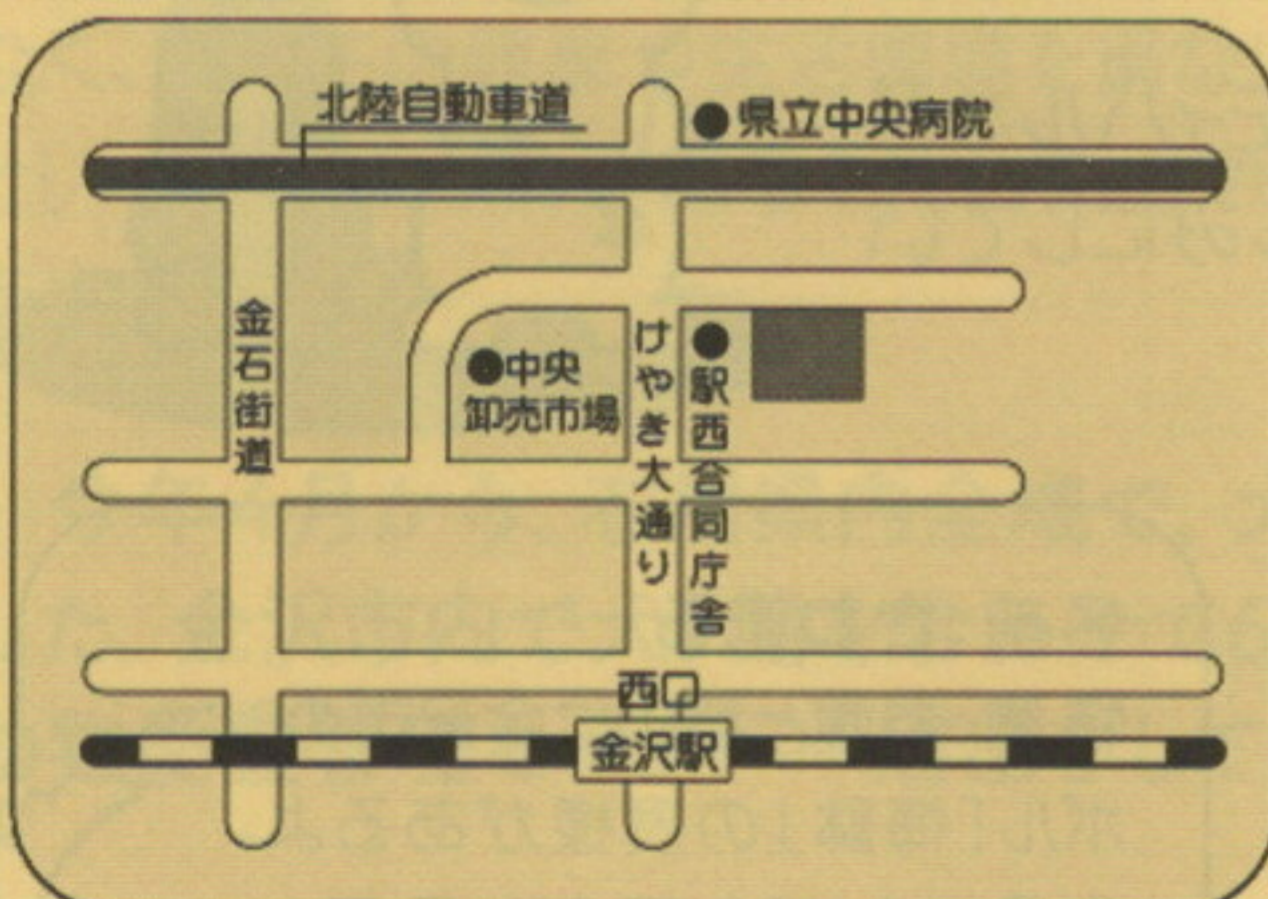 北陸自動車道
●県立中央病院
金石街道
●中央
卸売市場
けやき大通り
●駅西合同庁舎
西口
金沢駅